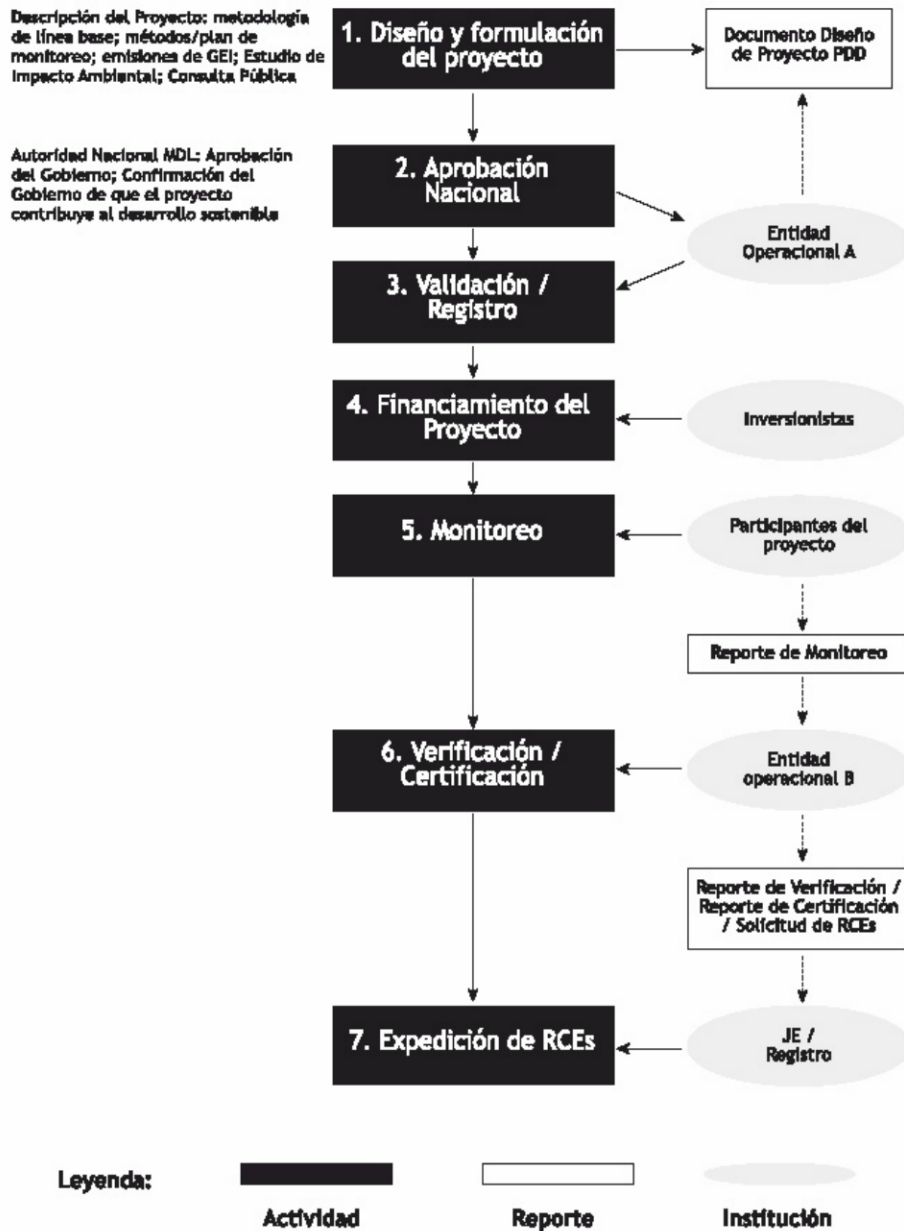 Descripción del Proyecto: metodología
de línea base; métodos/plan de
monitoreo; emisiones de GEI; Estudio de
Impacto Ambiental; Consulta Pública
1. Diseño y formulación
del proyecto
Documento Diseño
de Proyecto PDD
Autoridad Nacional MDL: Aprobación
del Gobierno; Confirmación del
Gobierno de que el proyecto
contribuye al desarrollo sostenible
2. Aprobación
Nacional
Entidad
Operacional A
3. Validación /
Registro
4. Financiamiento del
Proyecto
Inversionistas
5. Monitoreo
Participantes del
proyecto
Reporte de Monitoreo
6. Verificación /
Certificación
Entidad
operacional B
Reporte de Verificación /
Reporte de Certificación
/ Solicitud de RCEs
7. Expedición de RCEs
JE /
Registro
Leyenda:
Actividad
Reporte
Institución